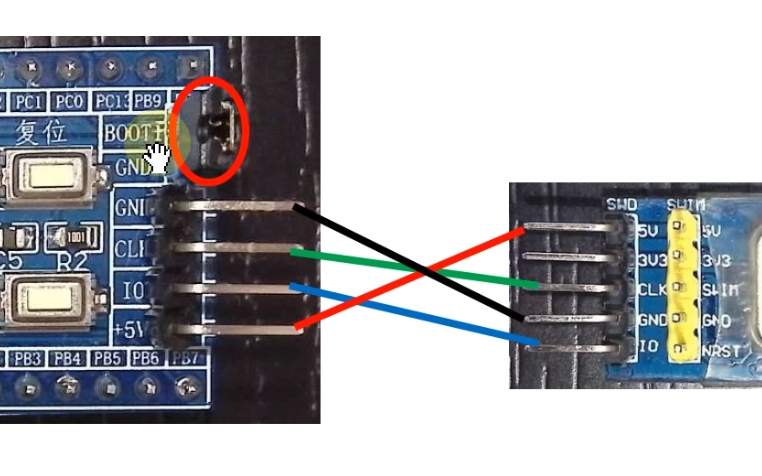 PC1 PC0 PC13 PB9
复位
BOOT
GND
GND
CLK
IO
+5V
C5
1001
R2
PB3 PB4 PB5 PB6 PB7
SWD SWIM
5V 5V
3V3 3V3
CLK SWIM
GND GND
IO NRST